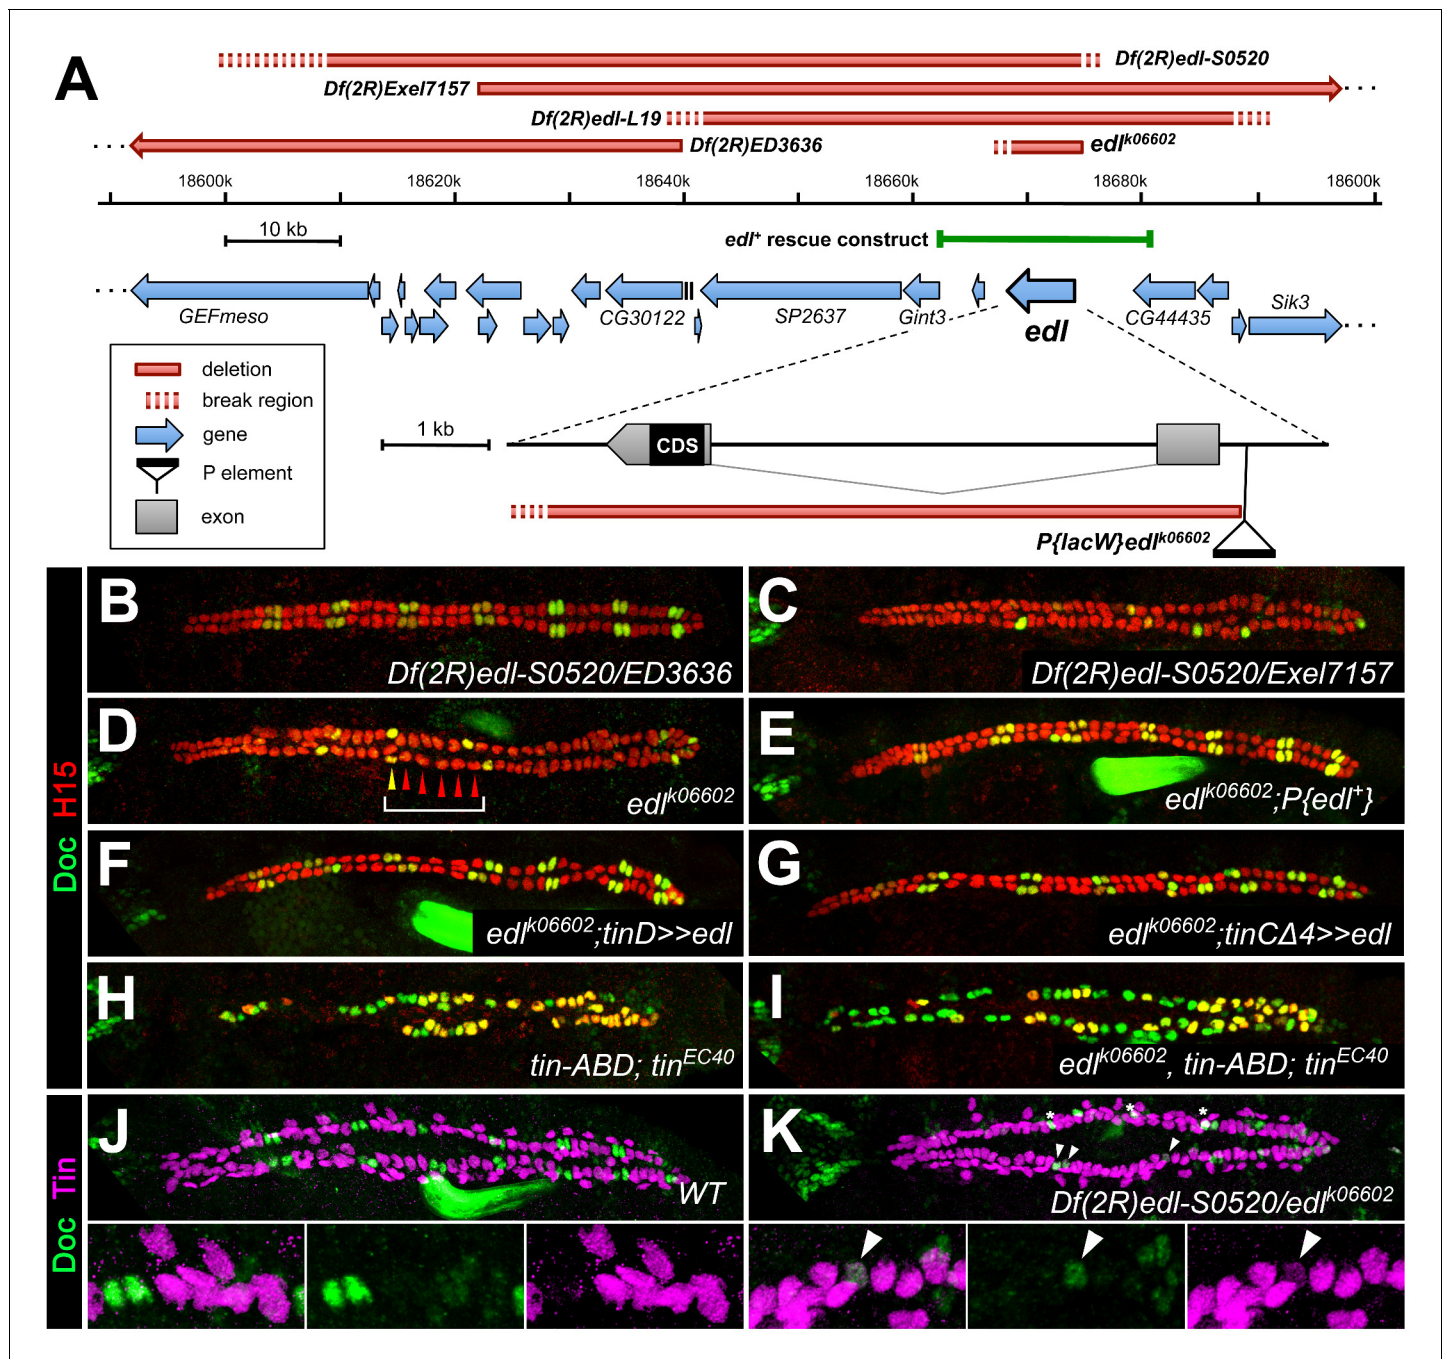 A
Df(2R)edl-S0520
Df(2R)Exel7157
Df(2R)edl-L19
Df(2R)ED3636
edlk06602
18600k 18620k 18640k 18660k 18680k 18600k
10 kb
edl+ rescue construct
GEFmeso CG30122 SP2637 Gint3 edl CG44435 Sik3
deletion
break region
gene
P element
exon
1 kb
CDS
P{lacW}edlk06602
Doc H15
B
Df(2R)edl-S0520/ED3636
C
Df(2R)edl-S0520/Exel7157
D
edlk06602
E
edlk06602;P{edl+}
F
edlk06602;tinD>>edl
G
edlk06602;tinCΔ4>>edl
H
tin-ABD; tinEC40
I
edlk06602, tin-ABD; tinEC40
Doc Tin
J
WT
K
* * *
Df(2R)edl-S0520/edlk06602